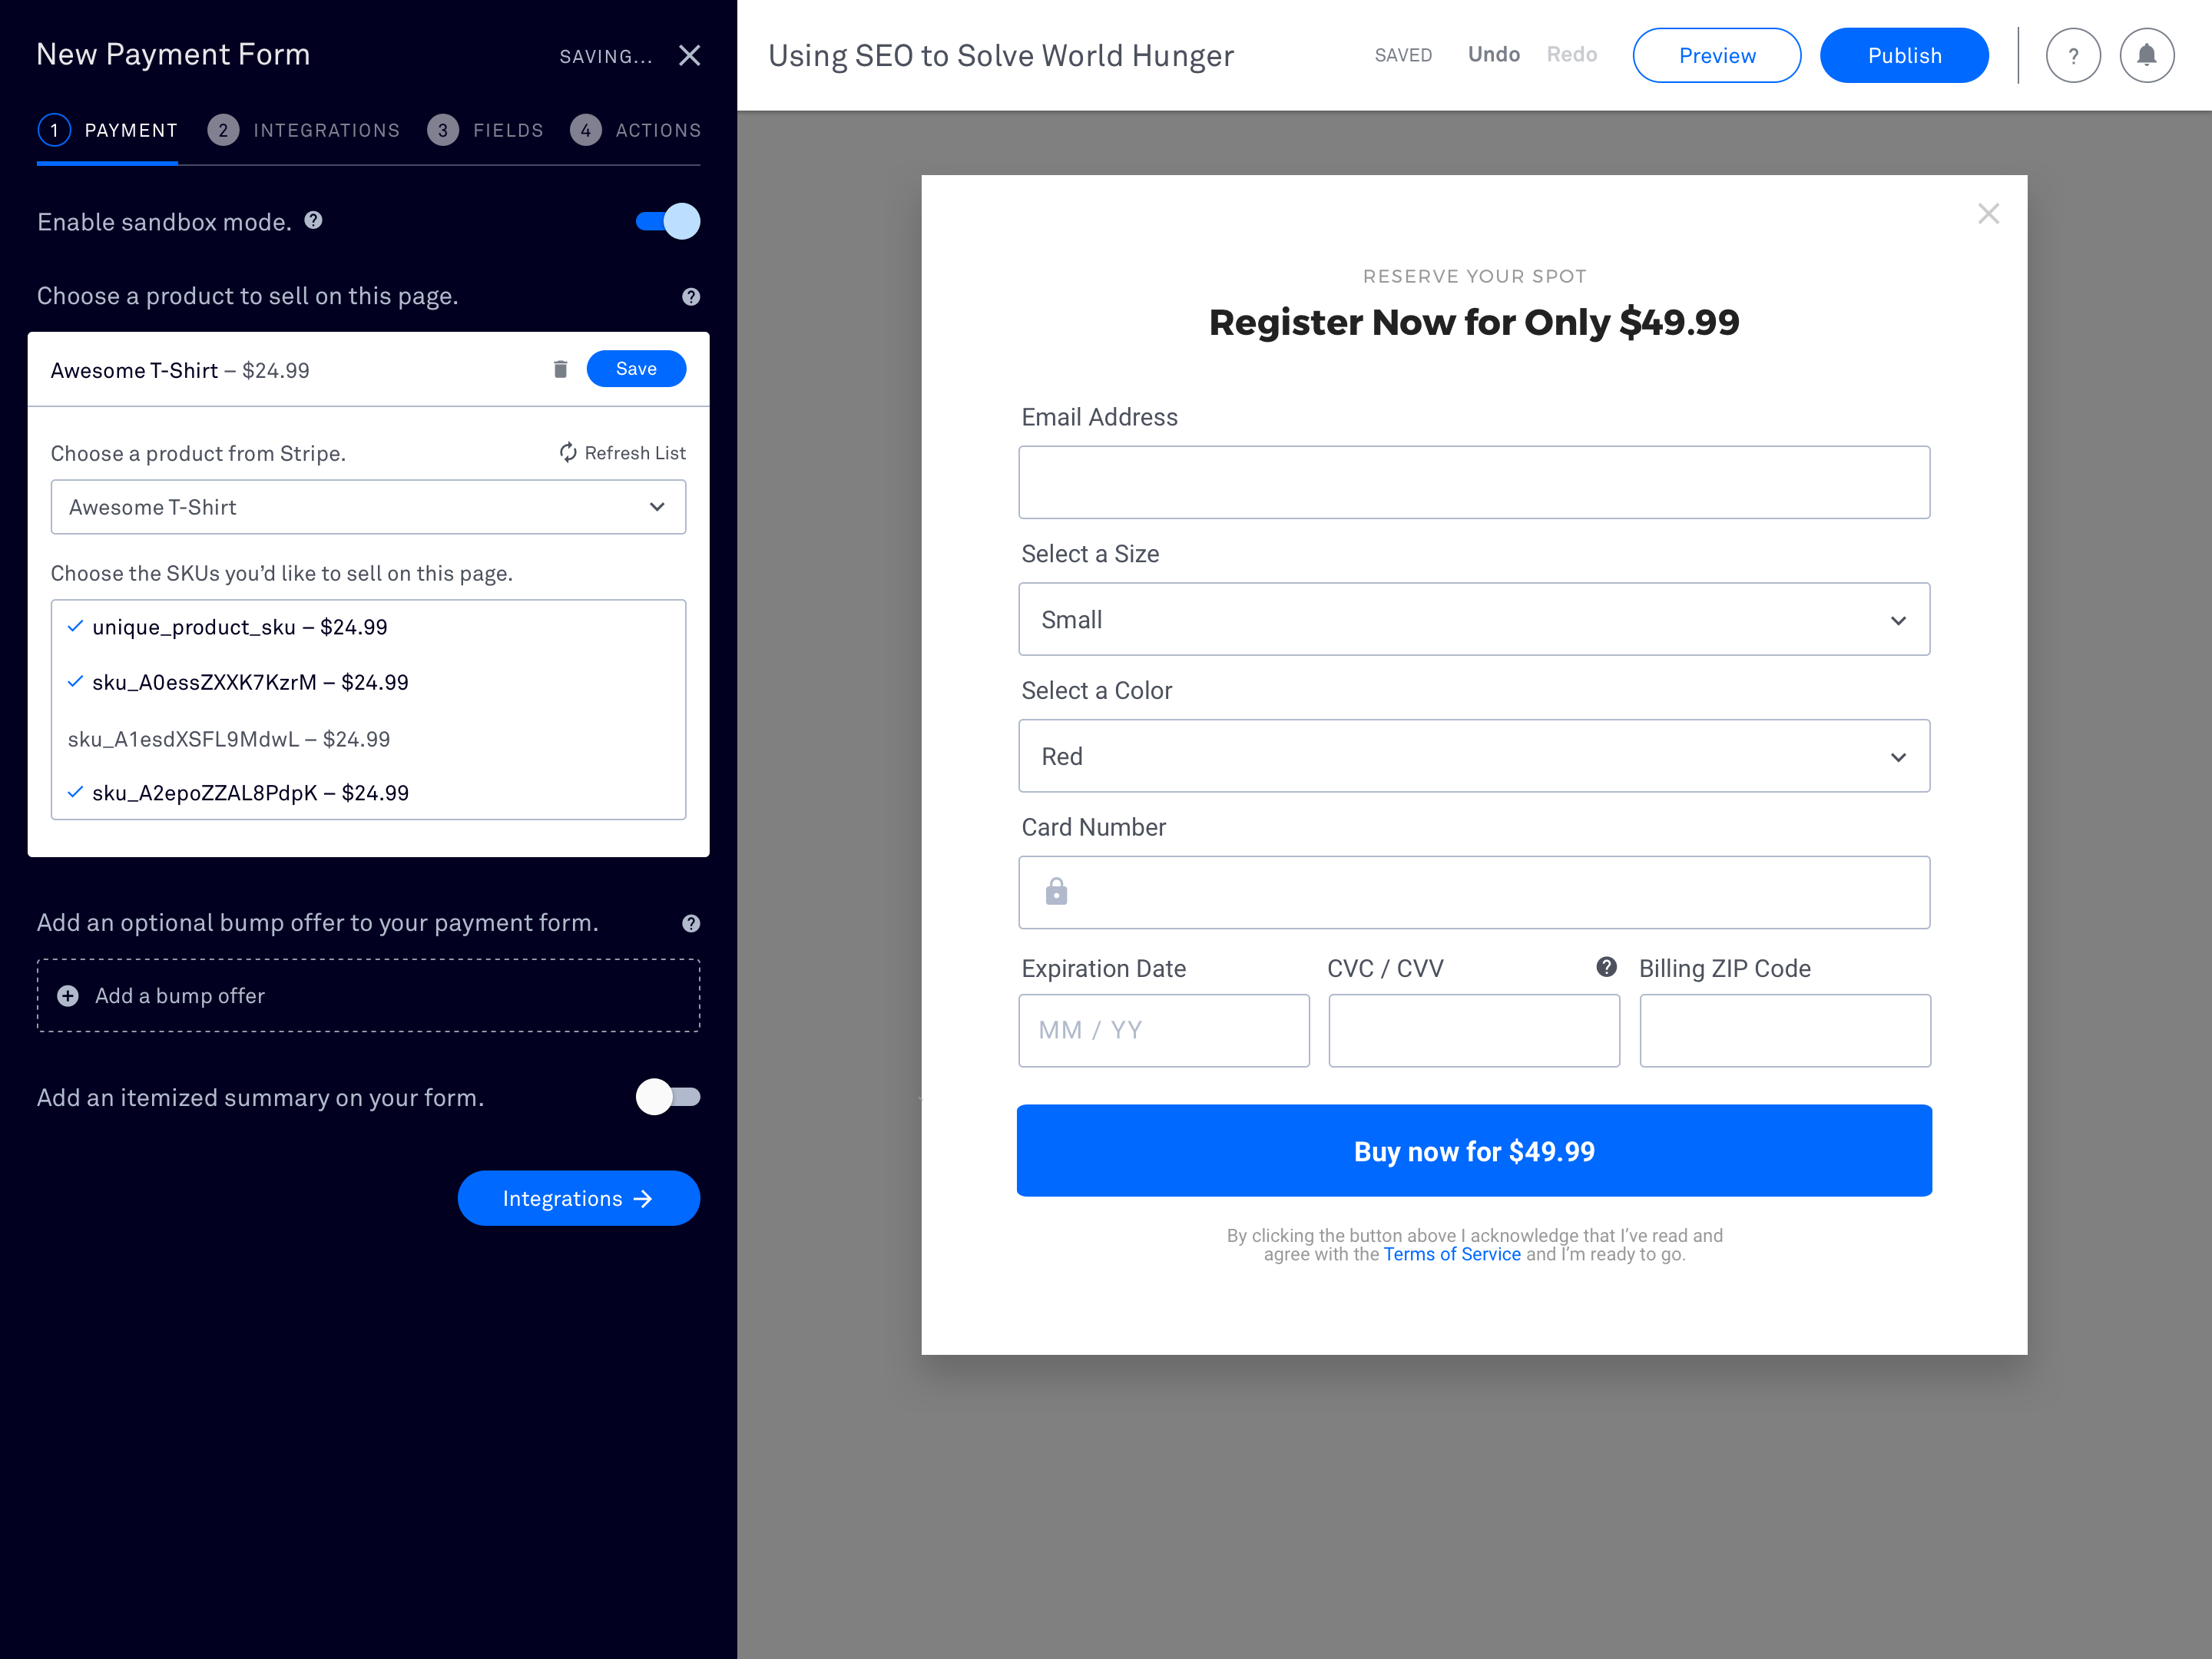 New Payment Form
SAVING...
1 PAYMENT
2 INTEGRATIONS
3 FIELDS
4 ACTIONS
Enable sandbox mode. ?
Choose a product to sell on this page. ?
Awesome T-Shirt – $24.99
Save
Choose a product from Stripe.
Refresh List
Awesome T-Shirt
Choose the SKUs you’d like to sell on this page.
unique_product_sku – $24.99
sku_A0essZXXK7KzrM – $24.99
sku_A1esdXSFL9MdwL – $24.99
sku_A2epoZZAL8PdpK – $24.99
Add an optional bump offer to your payment form. ?
Add a bump offer
Add an itemized summary on your form.
Integrations
Using SEO to Solve World Hunger
SAVED
Undo
Redo
Preview
Publish
?
RESERVE YOUR SPOT
Register Now for Only $49.99
Email Address
Select a Size
Small
Select a Color
Red
Card Number
Expiration Date
CVC / CVV ?
Billing ZIP Code
MM / YY
Buy now for $49.99
By clicking the button above I acknowledge that I’ve read and
agree with the Terms of Service and I’m ready to go.